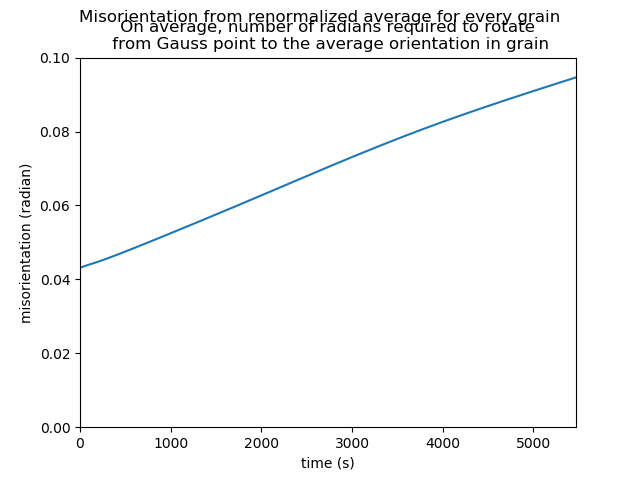 Misorientation from renormalized average for every grain
On average, number of radians required to rotate
from Gauss point to the average orientation in grain
0.10
0.08
0.06
0.04
0.02
0.00
misorientation (radian)
0 1000 2000 3000 4000 5000
time (s)